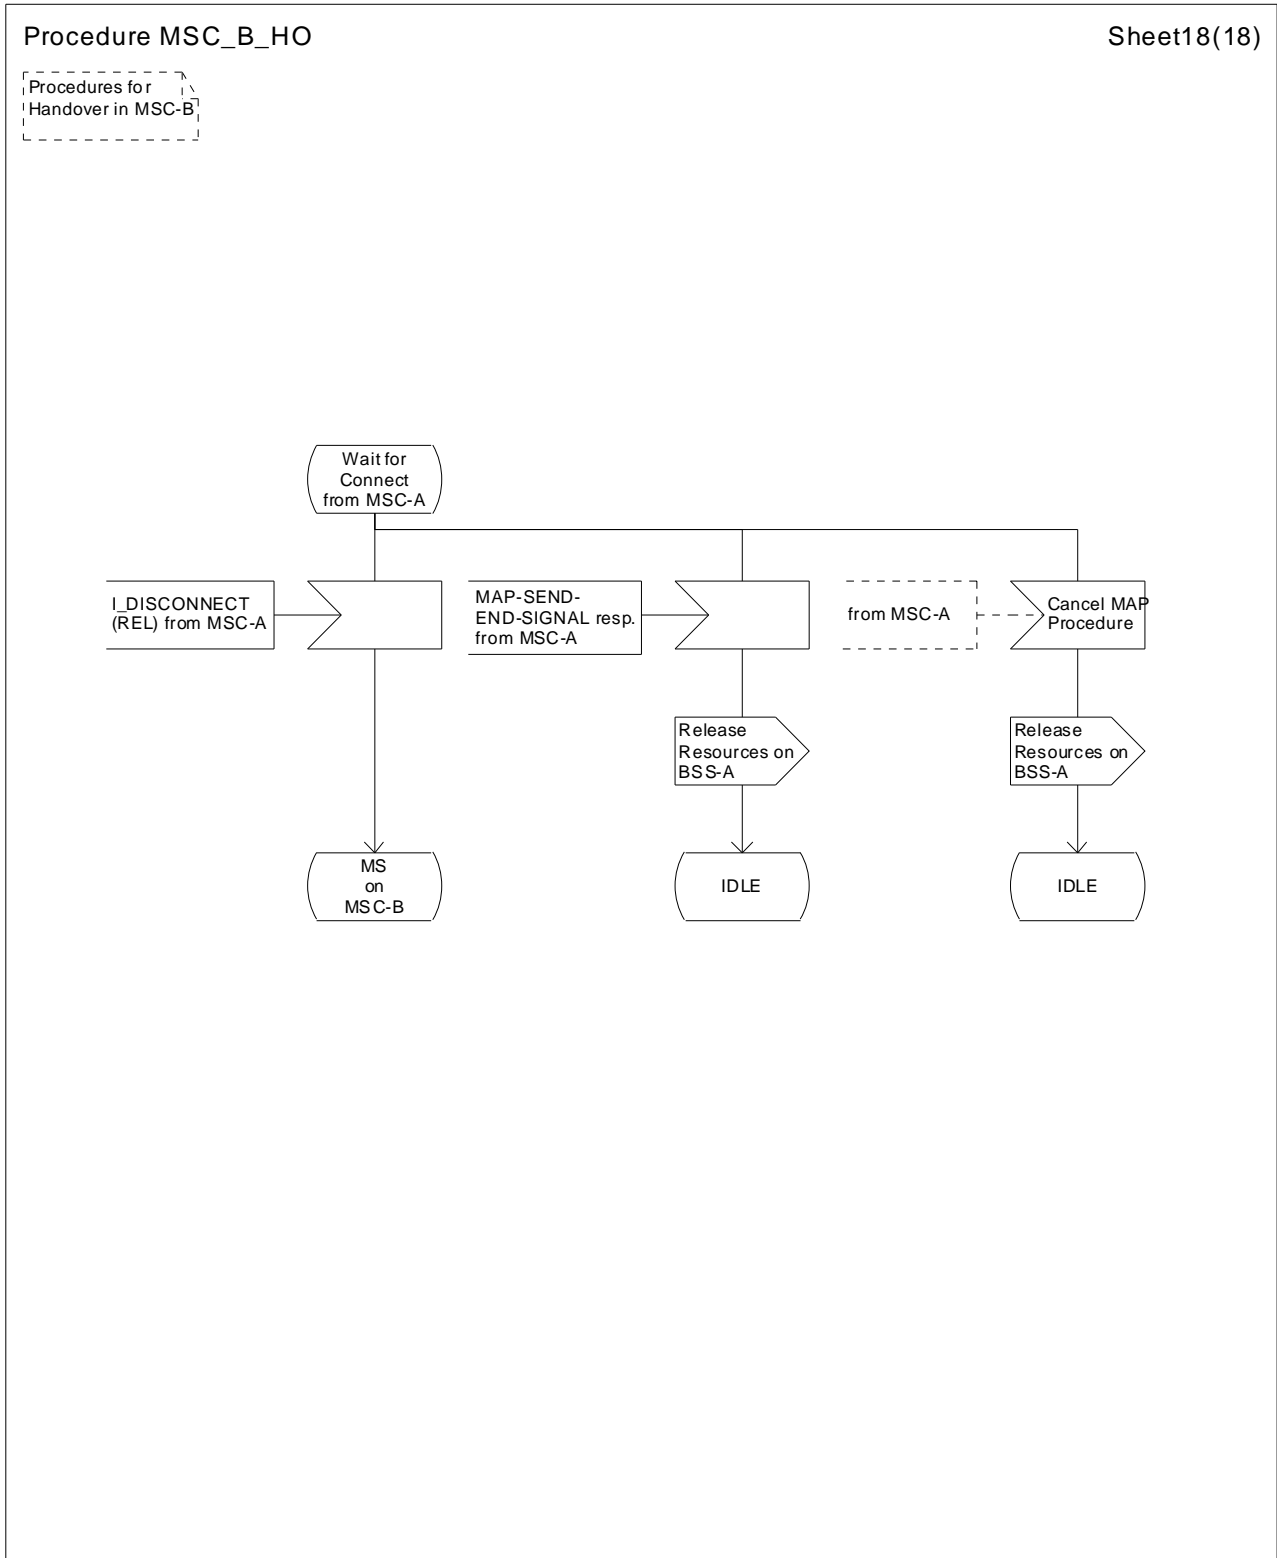 Procedure MSC_B_HO
Sheet18(18)
Procedures for
Handover in MSC-B
Wait for
Connect
from MSC-A
I_DISCONNECT
(REL) from MSC-A
MAP-SEND-
END-SIGNAL resp.
from MSC-A
from MSC-A
Cancel MAP
Procedure
Release
Resources on
BSS-A
Release
Resources on
BSS-A
MS
on
MSC-B
IDLE
IDLE